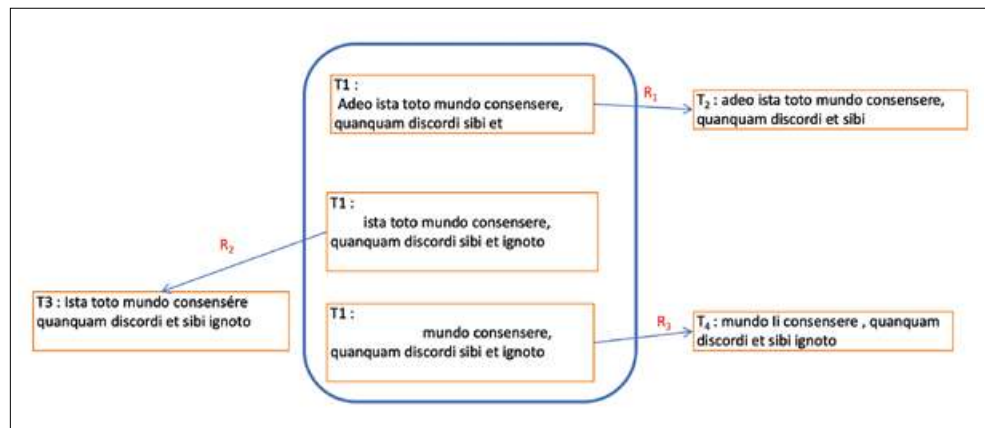 T1 :
Adeo ista toto mundo consensere,
quanquam discordi sibi et
R₁
T₂ : adeo ista toto mundo consensere,
quanquam discordi et sibi
T1 :
ista toto mundo consensere,
quanquam discordi sibi et ignoto
R₂
T3 : Ista toto mundo consensére
quanquam discordi et sibi ignoto
T1 :
mundo consensere,
quanquam discordi sibi et ignoto
R₃
T₄ : mundo li consensere , quanquam
discordi et sibi ignoto